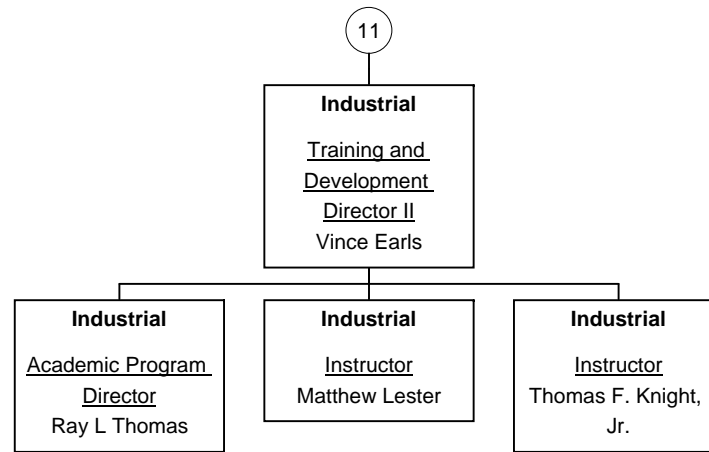 11
Industrial
Training and
Development
Director II
Vince Earls
Industrial
Academic Program
Director
Ray L Thomas
Industrial
Instructor
Matthew Lester
Industrial
Instructor
Thomas F. Knight,
Jr.